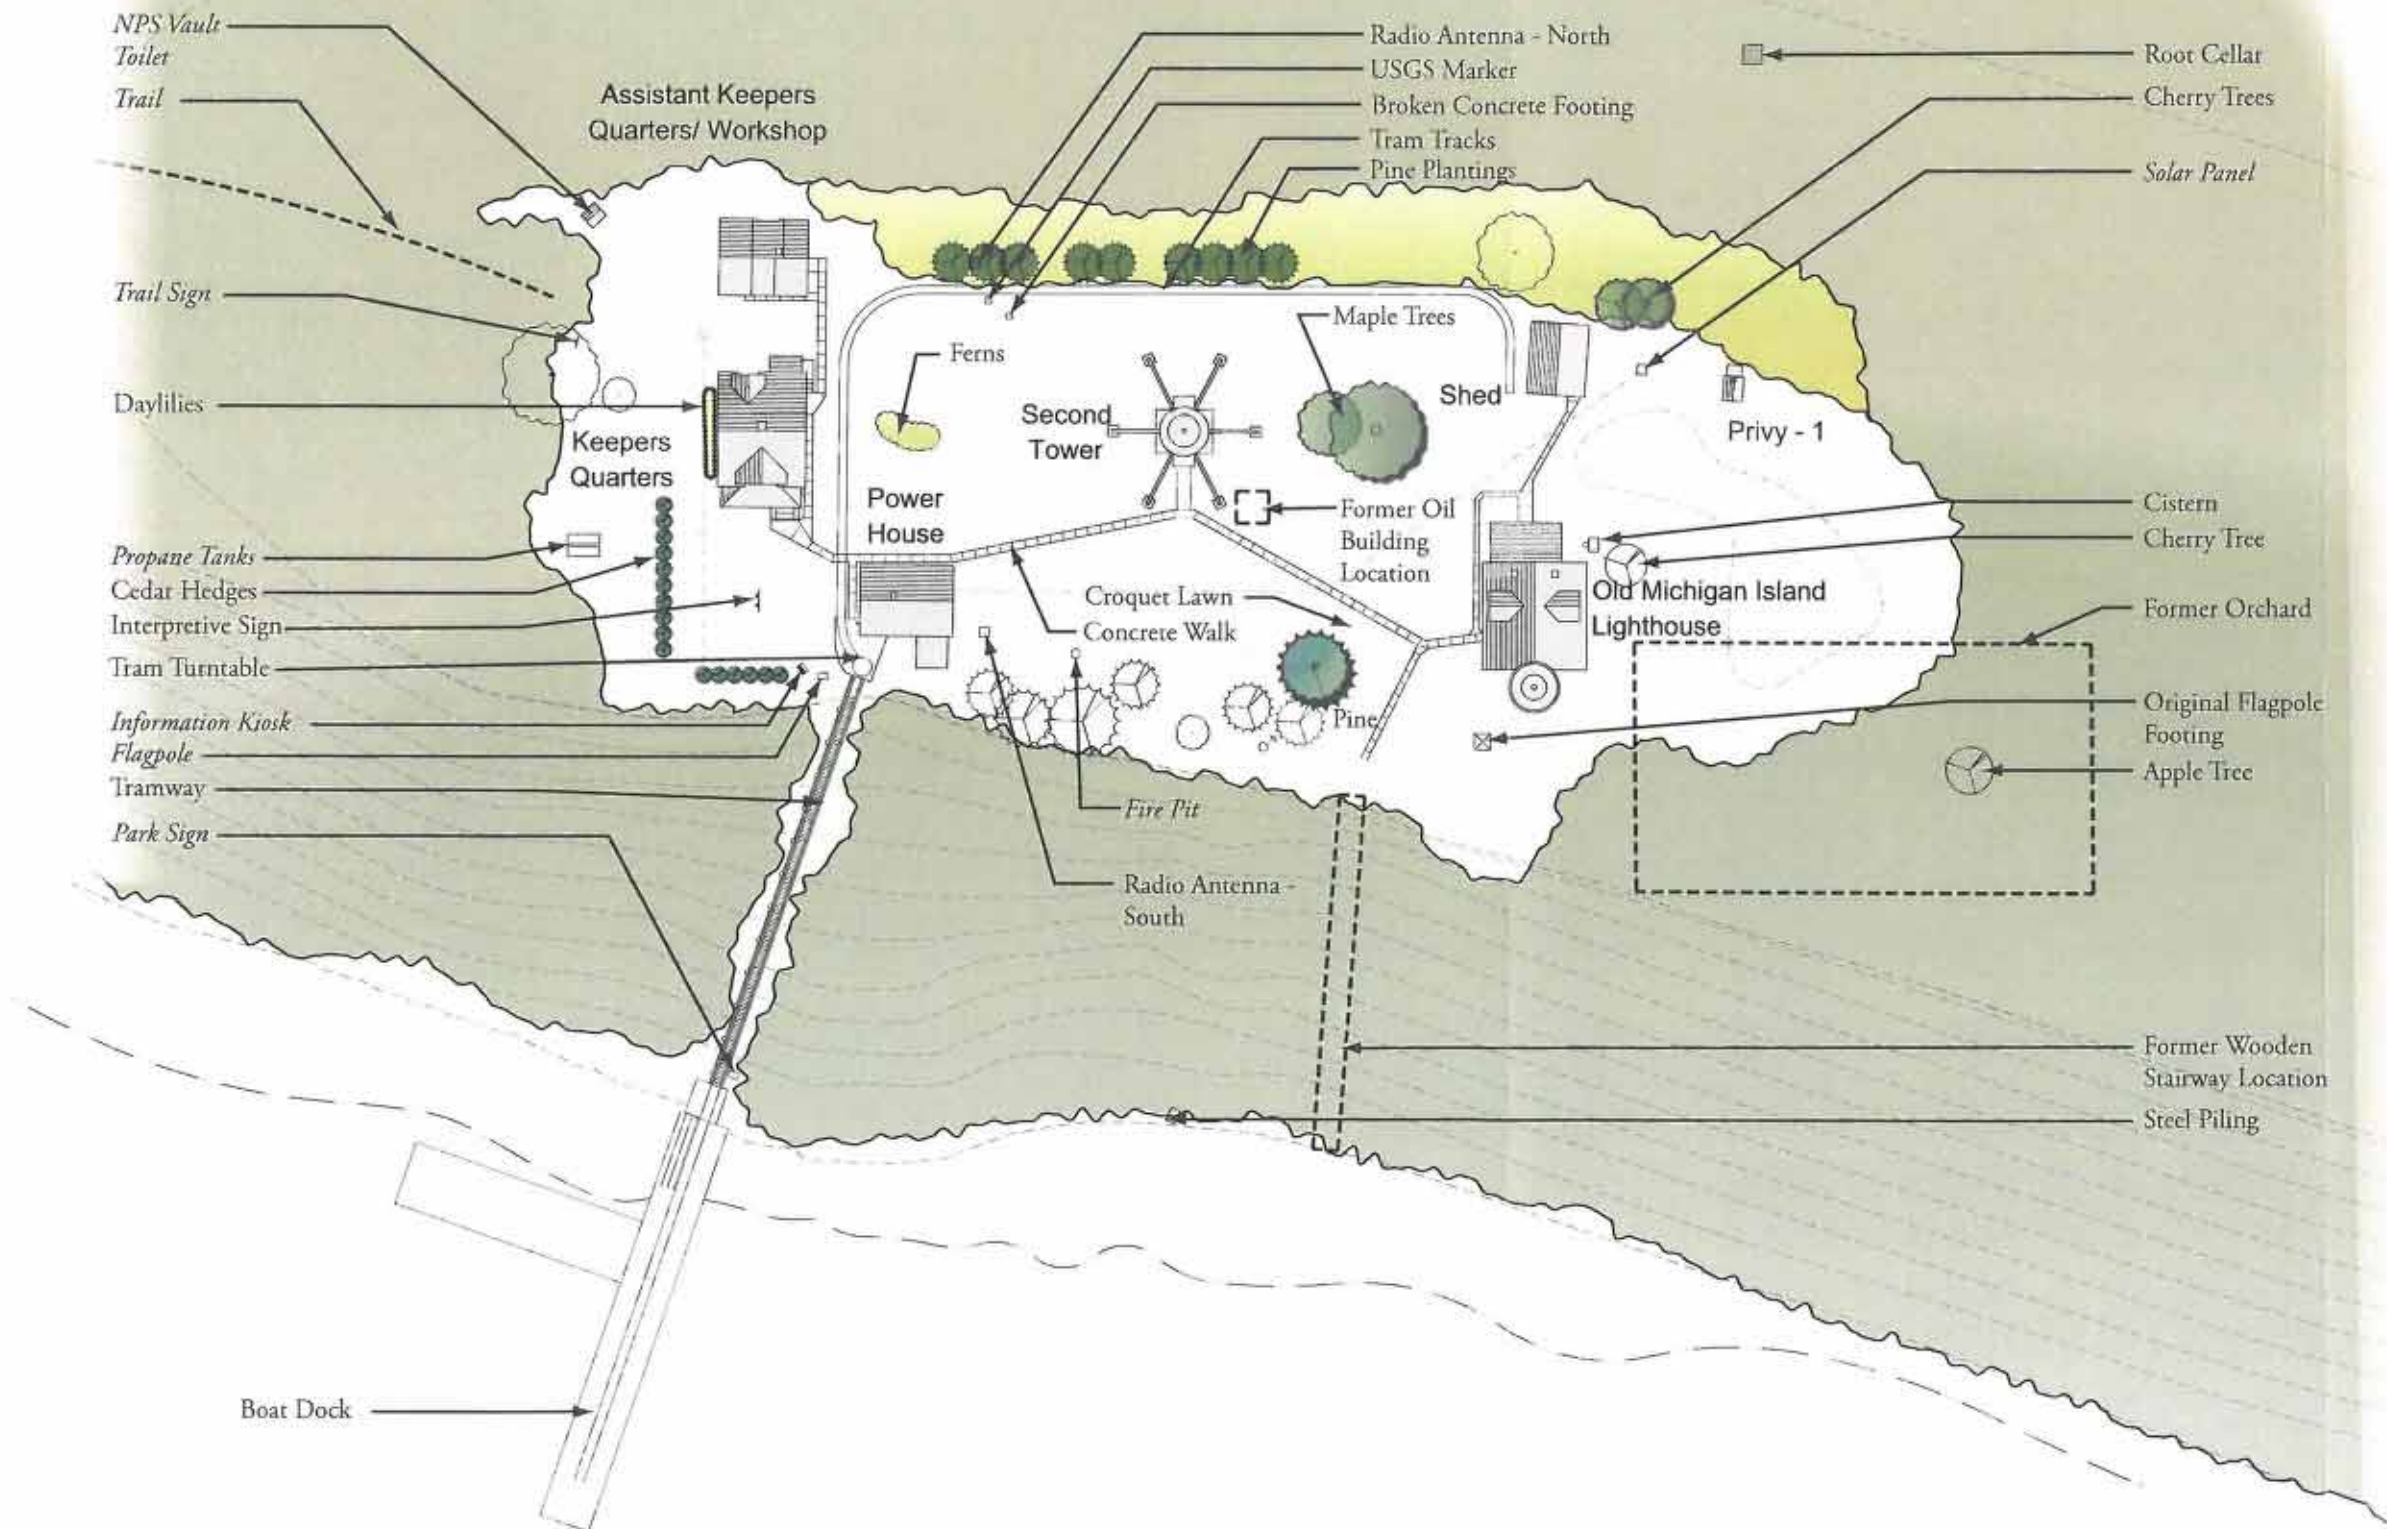 NPS Vault
Toilet
Trail
Trail Sign
Daylilies
Propane Tanks
Cedar Hedges
Interpretive Sign
Tram Turntable
Information Kiosk
Flagpole
Tramway
Park Sign
Boat Dock
Assistant Keepers
Quarters/ Workshop
Keepers
Quarters
Radio Antenna - North
USGS Marker
Broken Concrete Footing
Tram Tracks
Pine Plantings
Ferns
Maple Trees
Second
Tower
Shed
Power
House
Former Oil
Building
Location
Croquet Lawn
Concrete Walk
Pine
Fire Pit
Radio Antenna -
South
Privy - 1
Old Michigan Island
Lighthouse
Root Cellar
Cherry Trees
Solar Panel
Cistern
Cherry Tree
Former Orchard
Original Flagpole
Footing
Apple Tree
Former Wooden
Stairway Location
Steel Piling